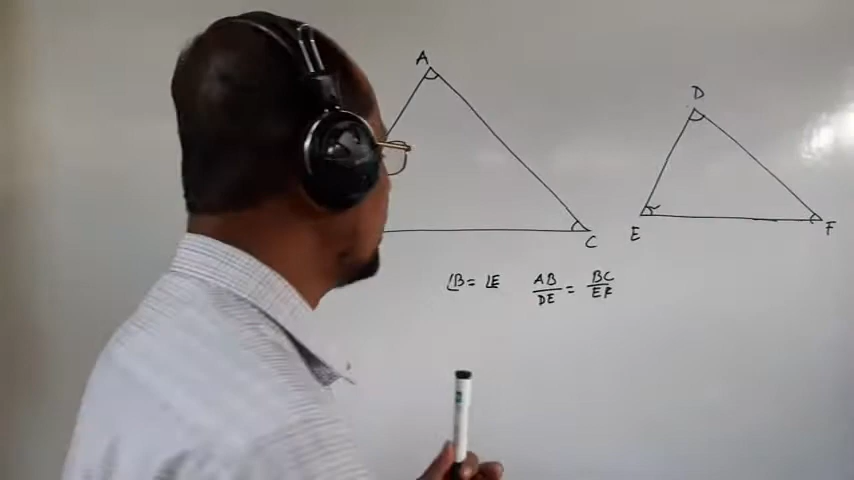 A
D
C
E
F
∠B = ∠E AB/DE = BC/EF